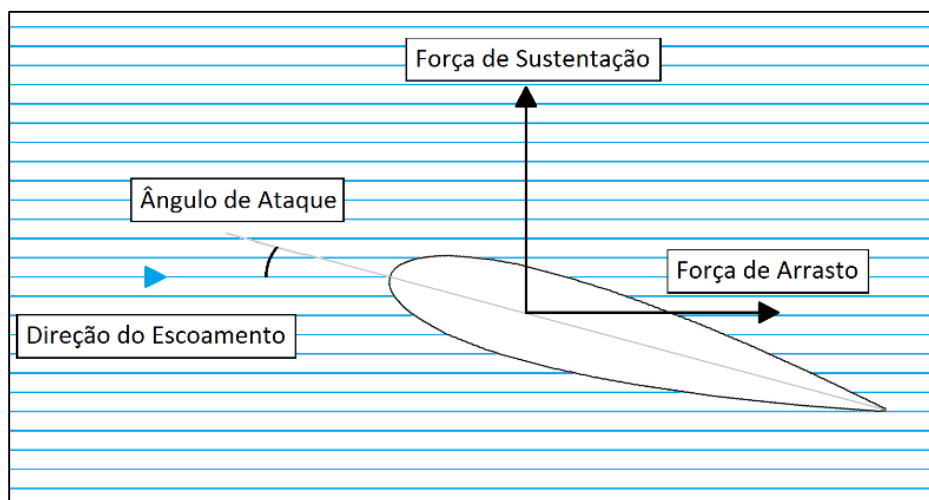 Força de Sustentação
Ângulo de Ataque
Força de Arrasto
Direção do Escoamento